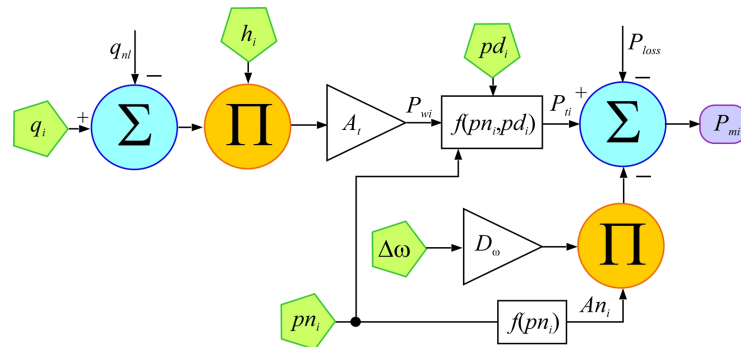 q_nl
h_i
pd_i
P_loss
q_i
+
−
Σ
Π
A_t
P_wi
f(pn_i,pd_i)
P_ti
+
−
Σ
P_mi
−
Δω
D_ω
Π
pn_i
f(pn_i)
An_i